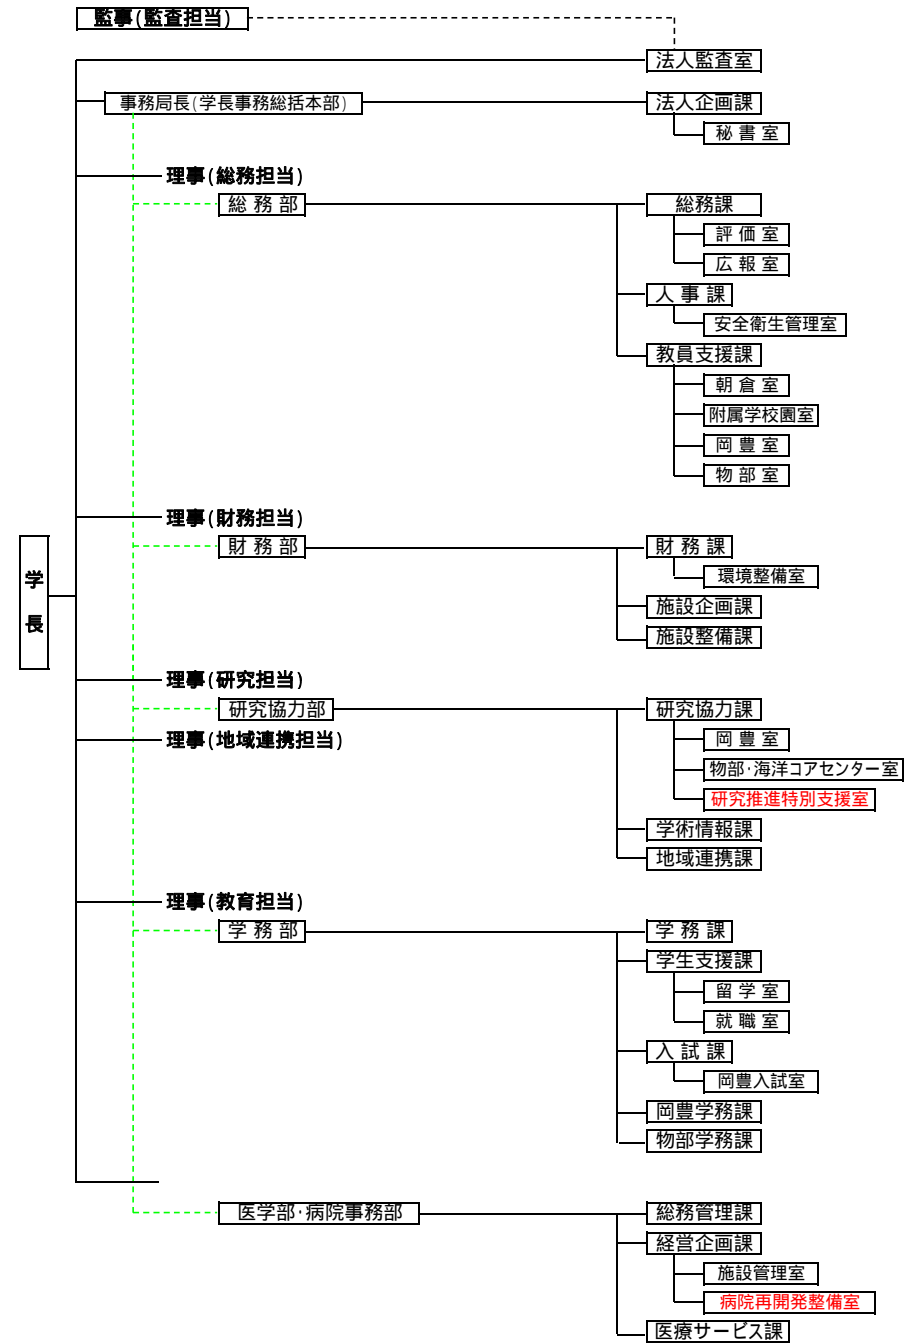 監事(監査担当)
法人監査室
事務局長(学長事務総括本部)
法人企画課
秘 書 室
理事(総務担当)
総 務 部
総務課
評 価 室
広 報 室
人 事 課
安全衛生管理室
教員支援課
朝 倉 室
附属学校園室
岡 豊 室
物 部 室
理事(財務担当)
財 務 部
財 務 課
環境整備室
施設企画課
施設整備課
学
長
理事(研究担当)
研究協力部
研究協力課
理事(地域連携担当)
岡 豊 室
物部・海洋コアセンター室
研究推進特別支援室
学術情報課
地域連携課
理事(教育担当)
学 務 部
学 務 課
学生支援課
留 学 室
就 職 室
入 試 課
岡豊入試室
岡豊学務課
物部学務課
医学部・病院事務部
総務管理課
経営企画課
施設管理室
病院再開発整備室
医療サービス課